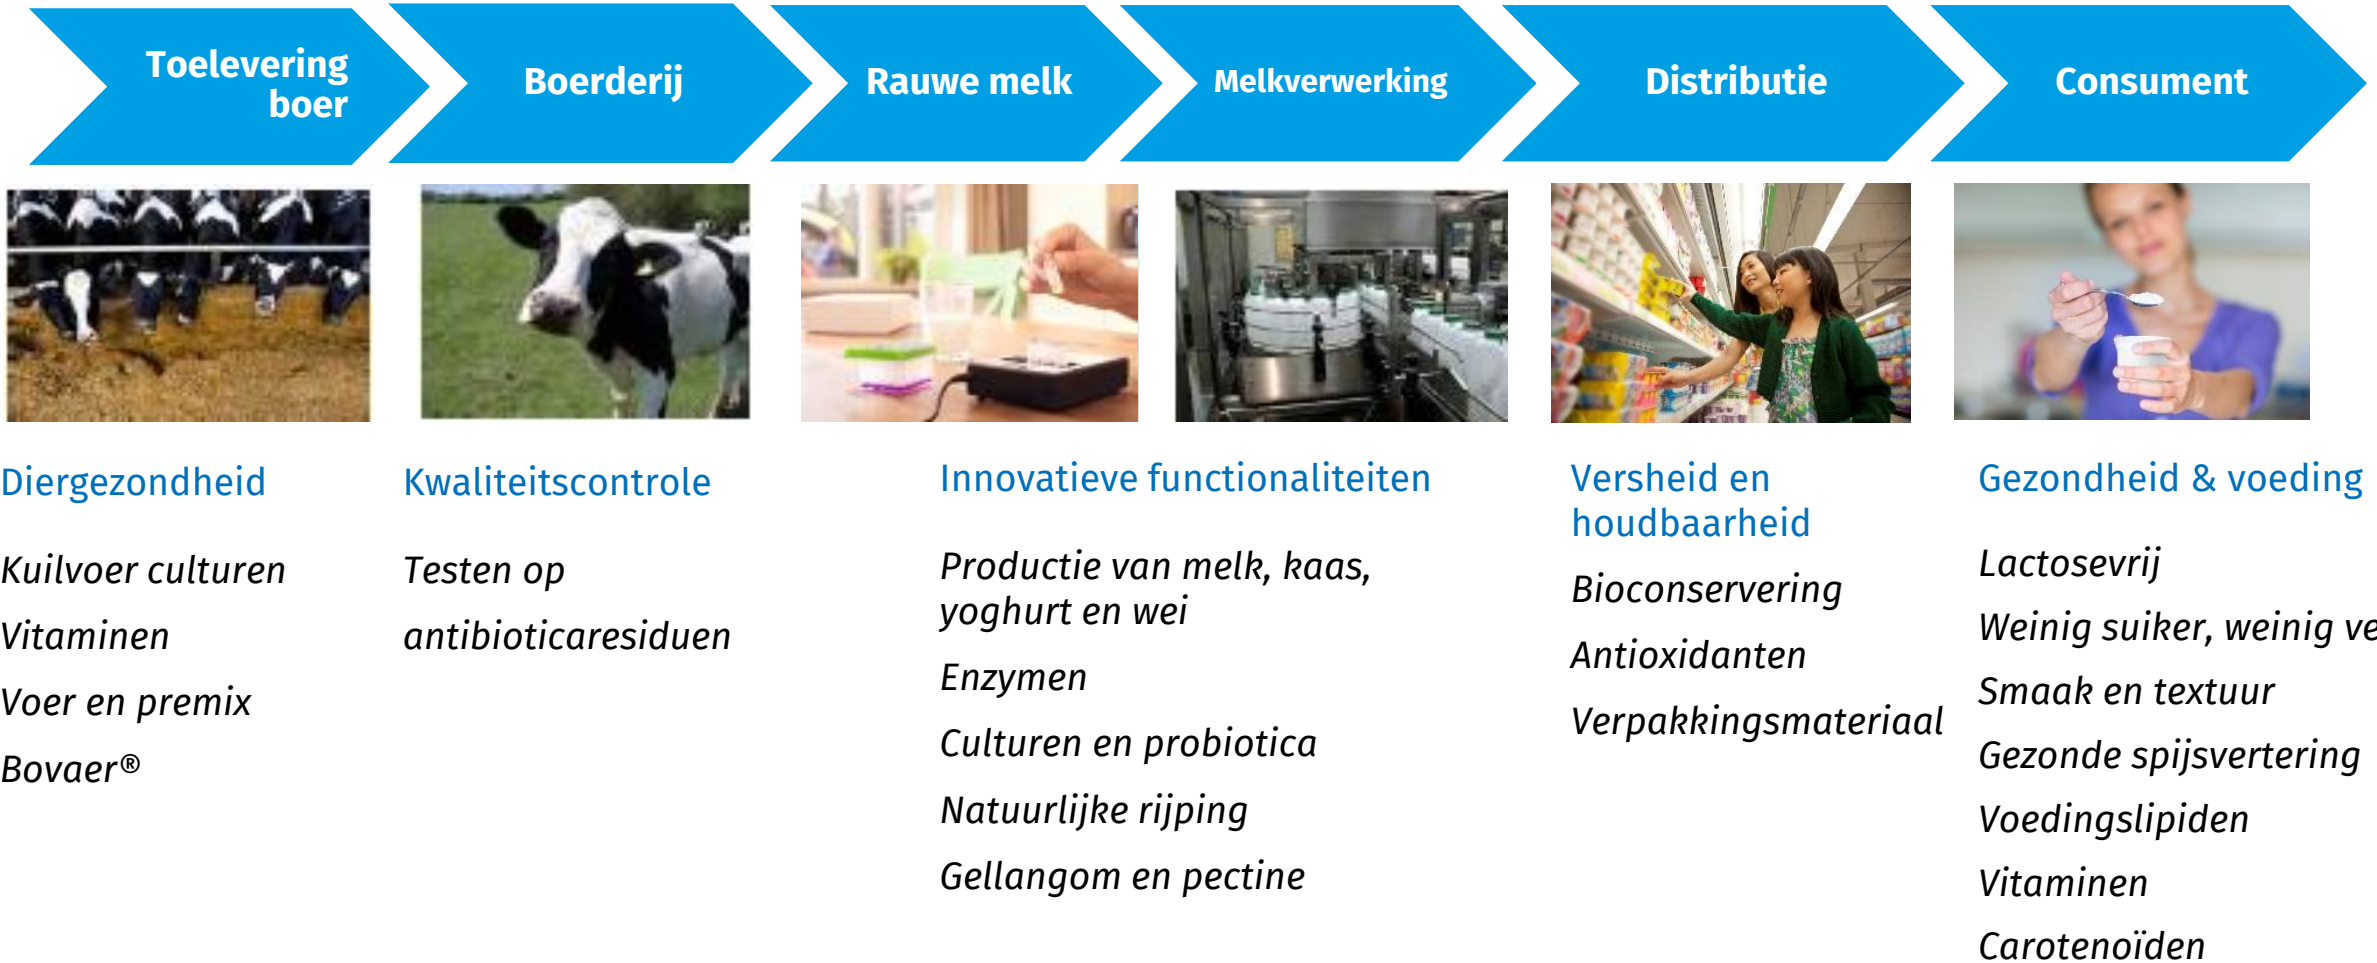 Toelevering
boer
Boerderij
Rauwe melk
Melkverwerking
Distributie
Consument
Diergezondheid
Kuilvoer culturen
Vitaminen
Voer en premix
Bovaer®
Kwaliteitscontrole
Testen op
antibioticaresiduen
Innovatieve functionaliteiten
Productie van melk, kaas,
yoghurt en wei
Enzymen
Culturen en probiotica
Natuurlijke rijping
Gellangom en pectine
Versheid en
houdbaarheid
Bioconservering
Antioxidanten
Verpakkingsmateriaal
Gezondheid & voeding
Lactosevrij
Weinig suiker, weinig
Smaak en textuur
Gezonde spijsvertering
Voedingslipiden
Vitaminen
Carotenoïden